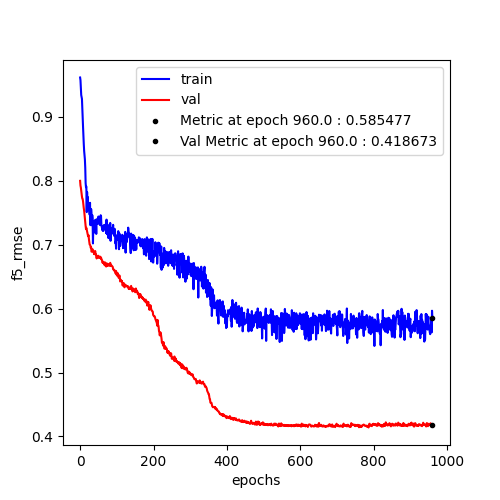 train
val
Metric at epoch 960.0 : 0.585477
Val Metric at epoch 960.0 : 0.418673
0.9
0.8
0.7
0.6
0.5
0.4
f5_rmse
0 200 400 600 800 1000
epochs